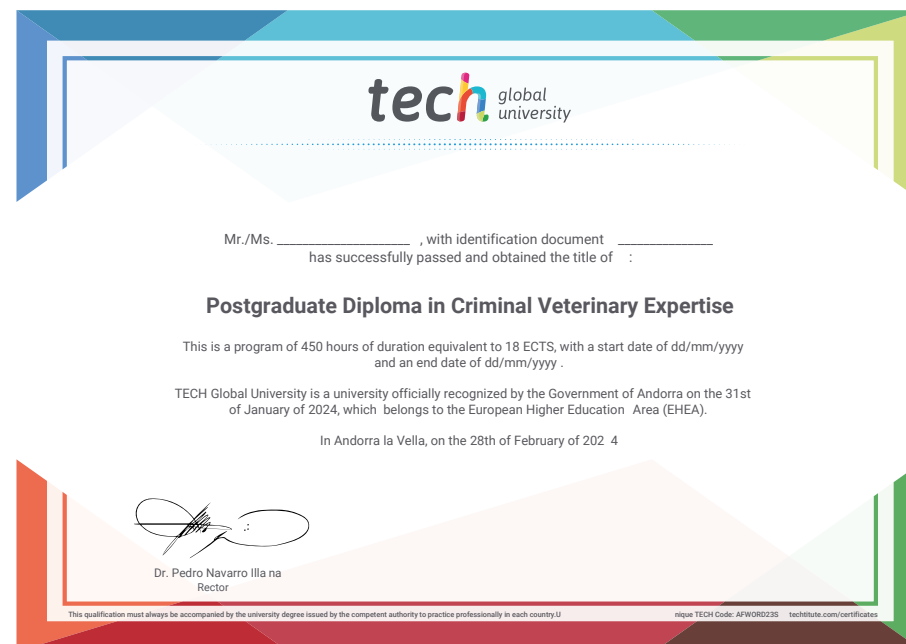 tech global
university
Mr./Ms. _____________________ , with identification document _______________
has successfully passed and obtained the title of :
Postgraduate Diploma in Criminal Veterinary Expertise
This is a program of 450 hours of duration equivalent to 18 ECTS, with a start date of dd/mm/yyyy
and an end date of dd/mm/yyyy .
TECH Global University is a university officially recognized by the Government of Andorra on the 31st
of January of 2024, which belongs to the European Higher Education Area (EHEA).
In Andorra la Vella, on the 28th of February of 202 4
Dr. Pedro Navarro Illa na
Rector
This qualification must always be accompanied by the university degree issued by the competent authority to practice professionally in each country.U nique TECH Code: AFWORD23S techtitute.com/certificates